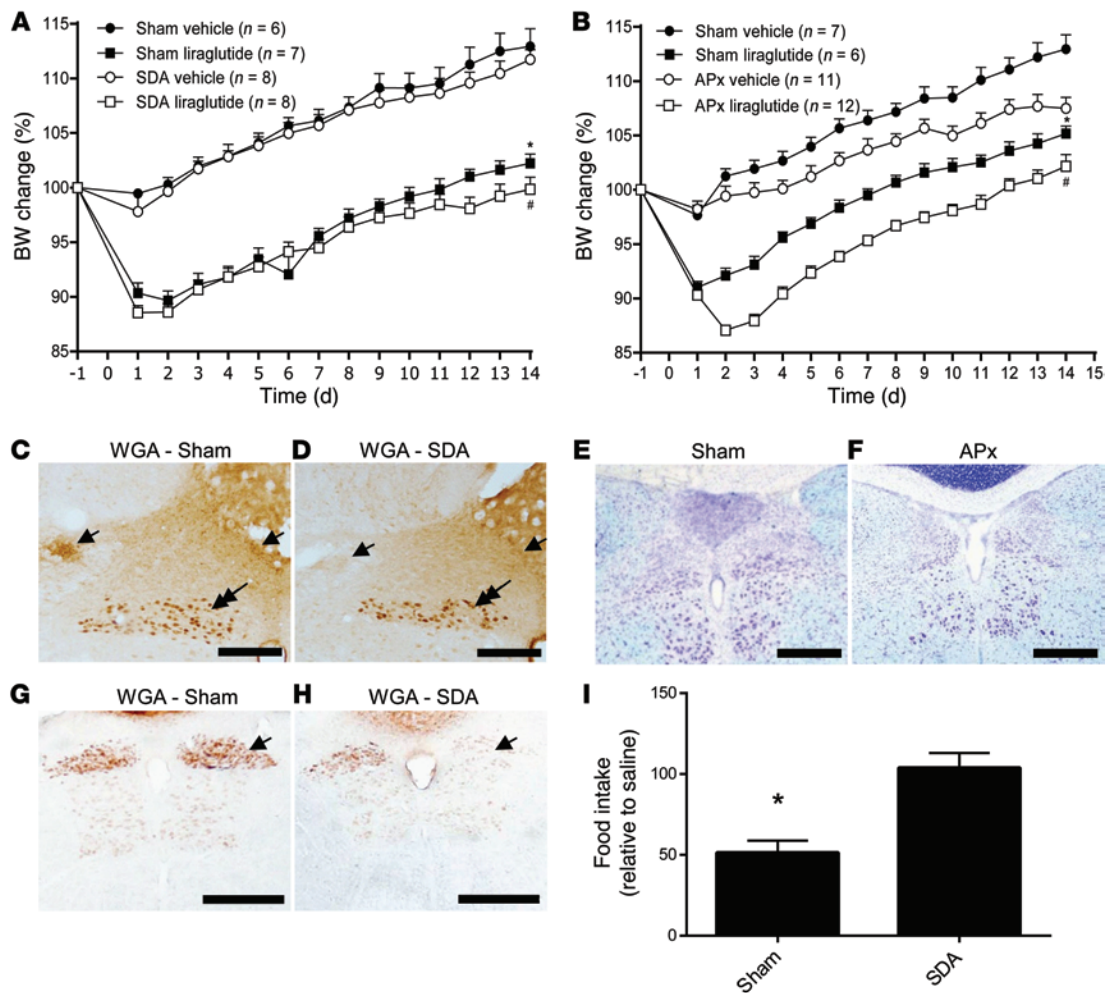 A
Sham vehicle (n = 6)
Sham liraglutide (n = 7)
SDA vehicle (n = 8)
SDA liraglutide (n = 8)
BW change (%)
115
110
105
100
95
90
85
*
#
-1 0 1 2 3 4 5 6 7 8 9 10 11 12 13 14
Time (d)
B
Sham vehicle (n = 7)
Sham liraglutide (n = 6)
APx vehicle (n = 11)
APx liraglutide (n = 12)
BW change (%)
115
110
105
100
95
90
85
*
#
-1 0 1 2 3 4 5 6 7 8 9 10 11 12 13 14 15
Time (d)
C
WGA - Sham
D
WGA - SDA
E
Sham
F
APx
G
WGA - Sham
H
WGA - SDA
I
Food intake
(relative to saline)
150
100
50
0
*
Sham
SDA